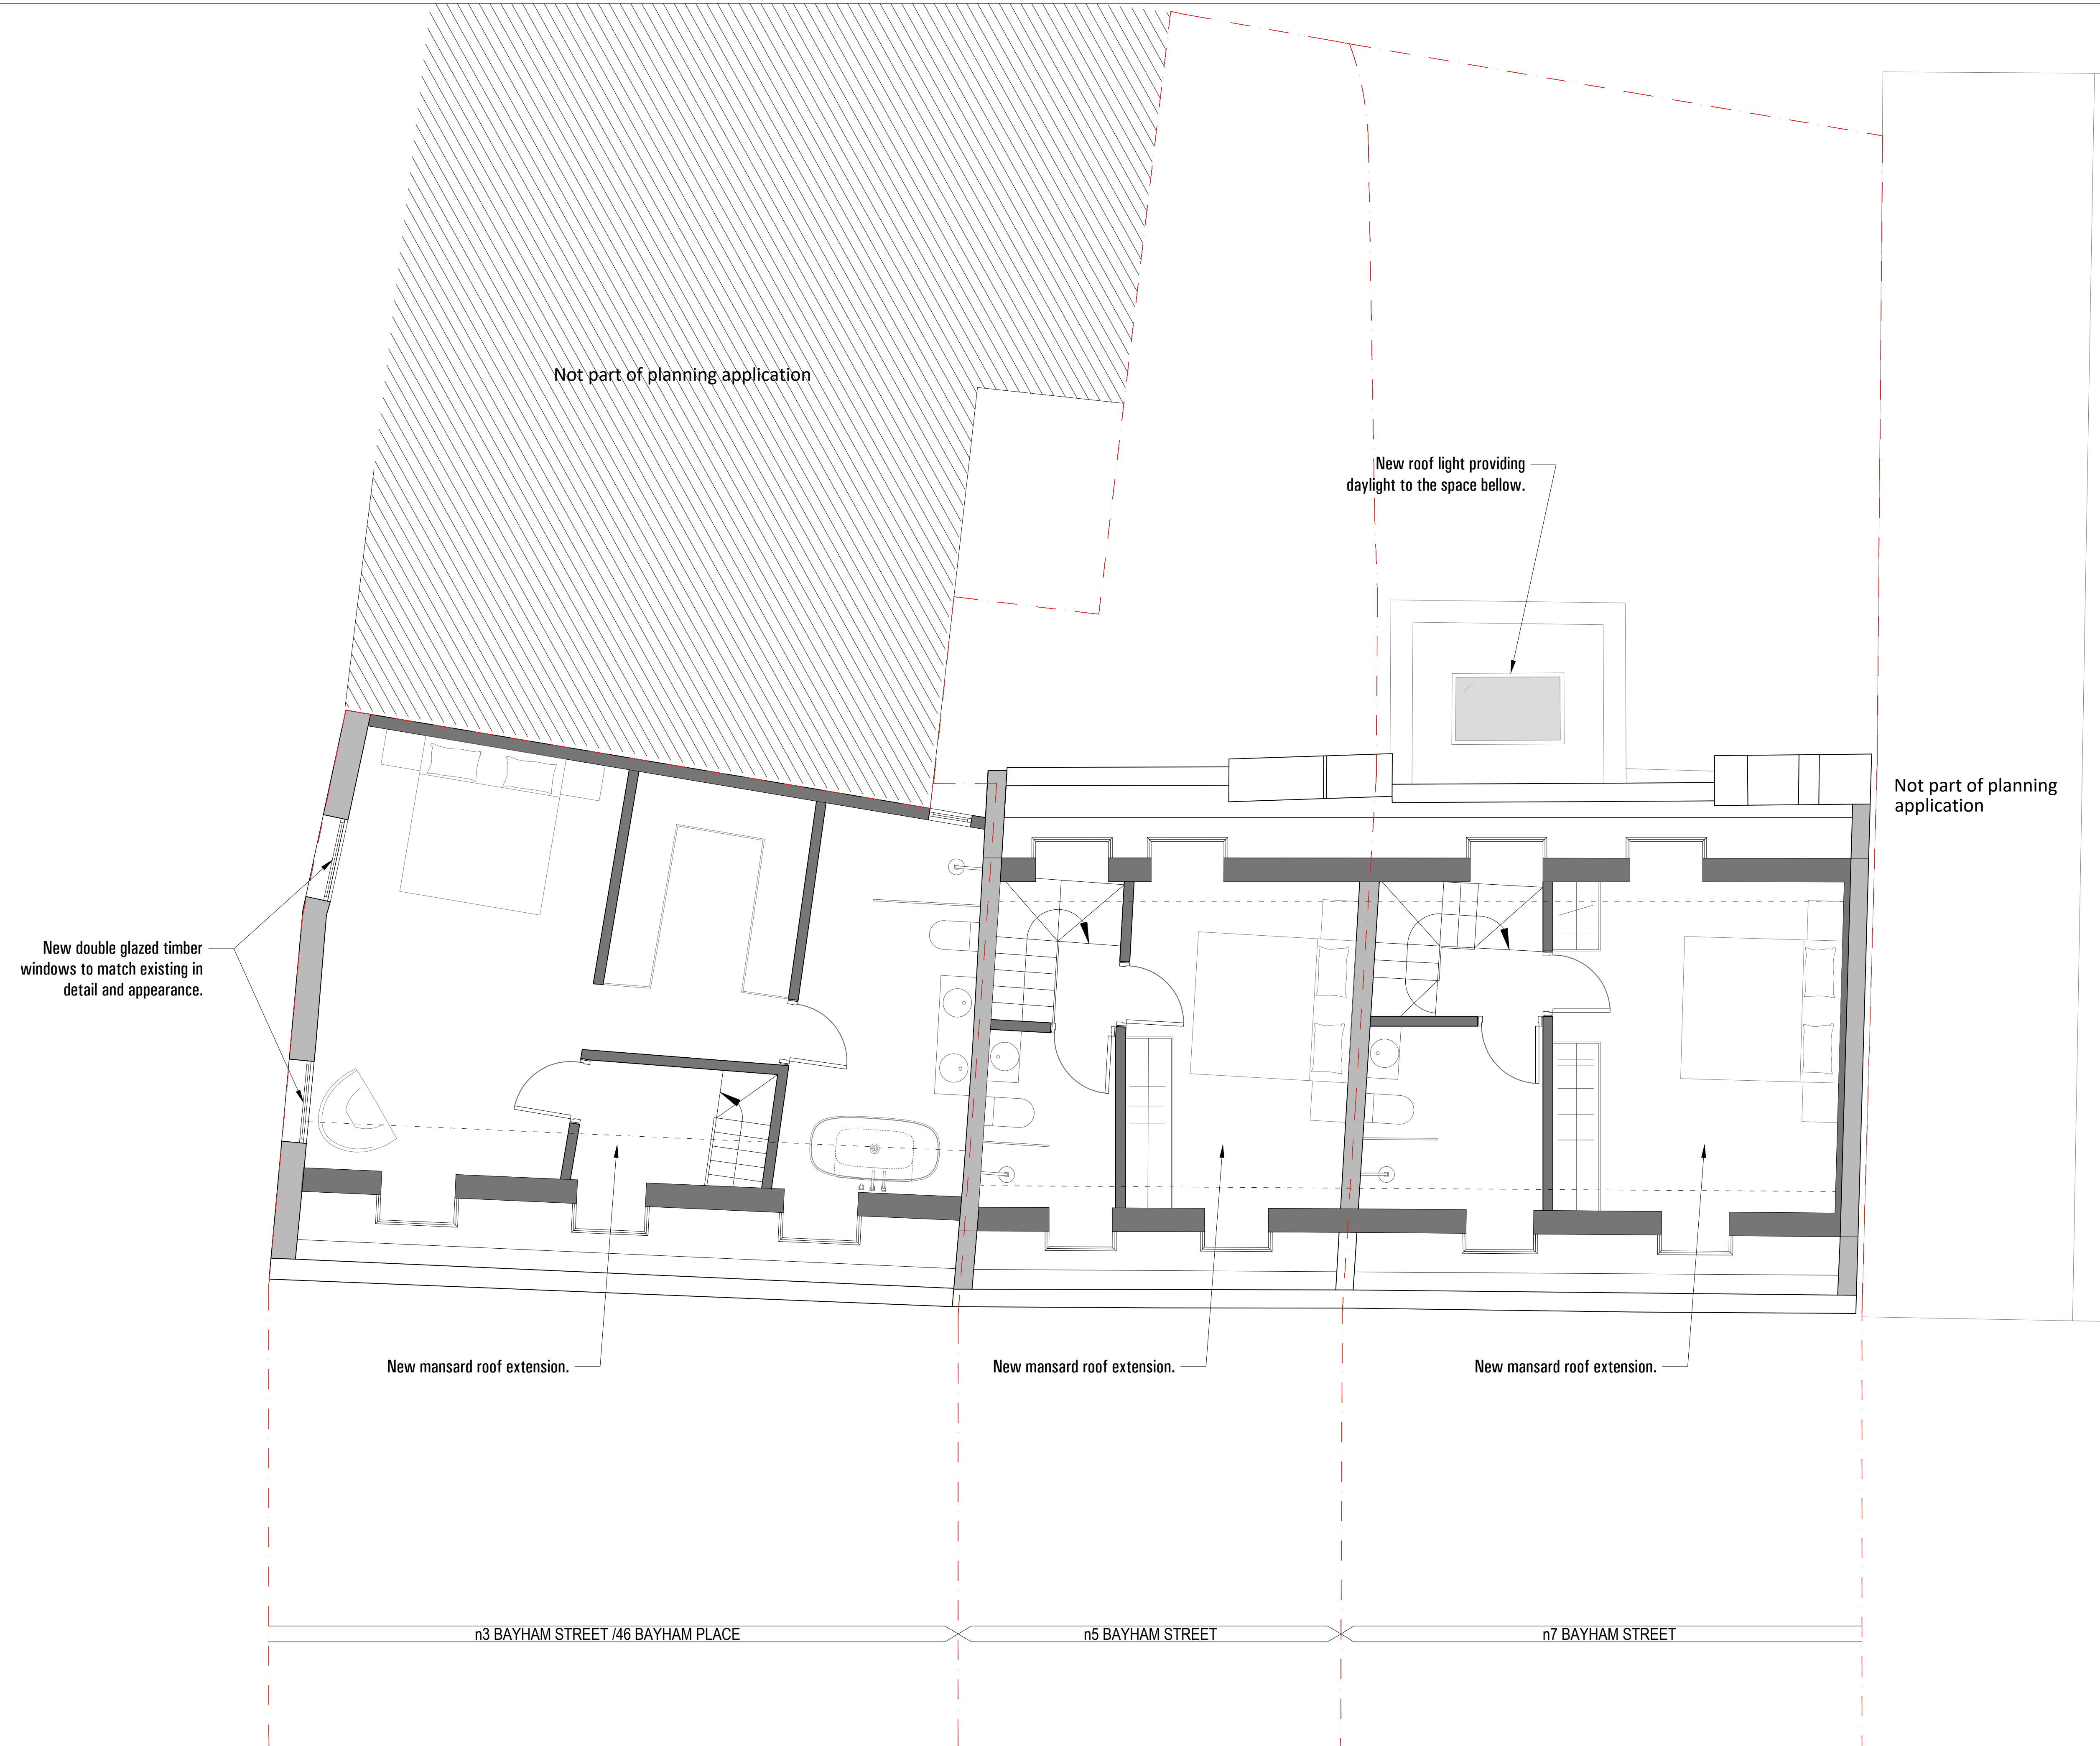 Not part of planning application
New roof light providing
daylight to the space bellow.
Not part of planning
application
New double glazed timber
windows to match existing in
detail and appearance.
New mansard roof extension.
New mansard roof extension.
New mansard roof extension.
n3 BAYHAM STREET /46 BAYHAM PLACE
n5 BAYHAM STREET
n7 BAYHAM STREET